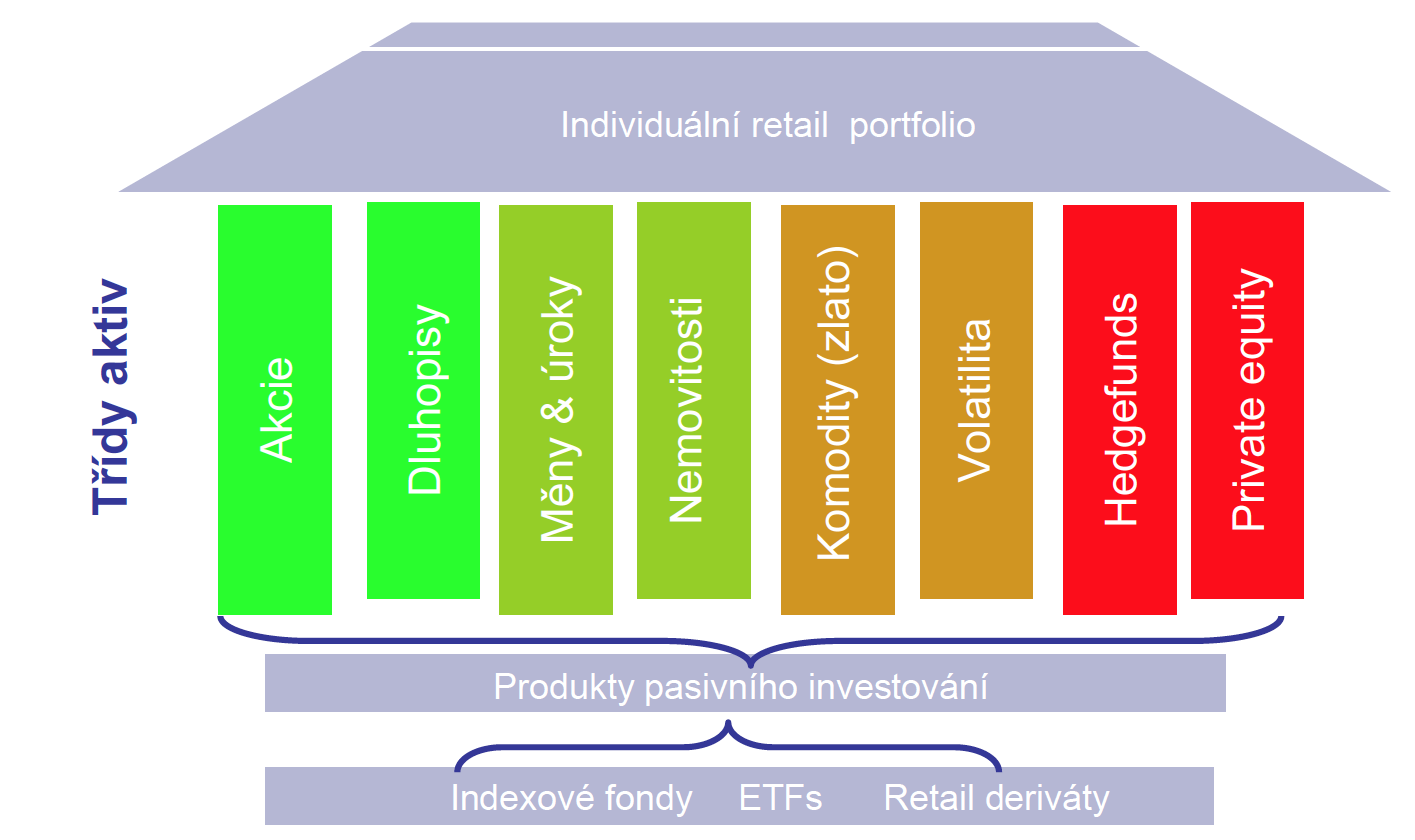 Individuální retail portfolio
Třídy aktiv
Akcie
Dluhopisy
Měny & úroky
Nemovitosti
Komodity (zlato)
Volatilita
Hedgefunds
Private equity
Produkty pasivního investování
Indexové fondy ETFs Retail deriváty